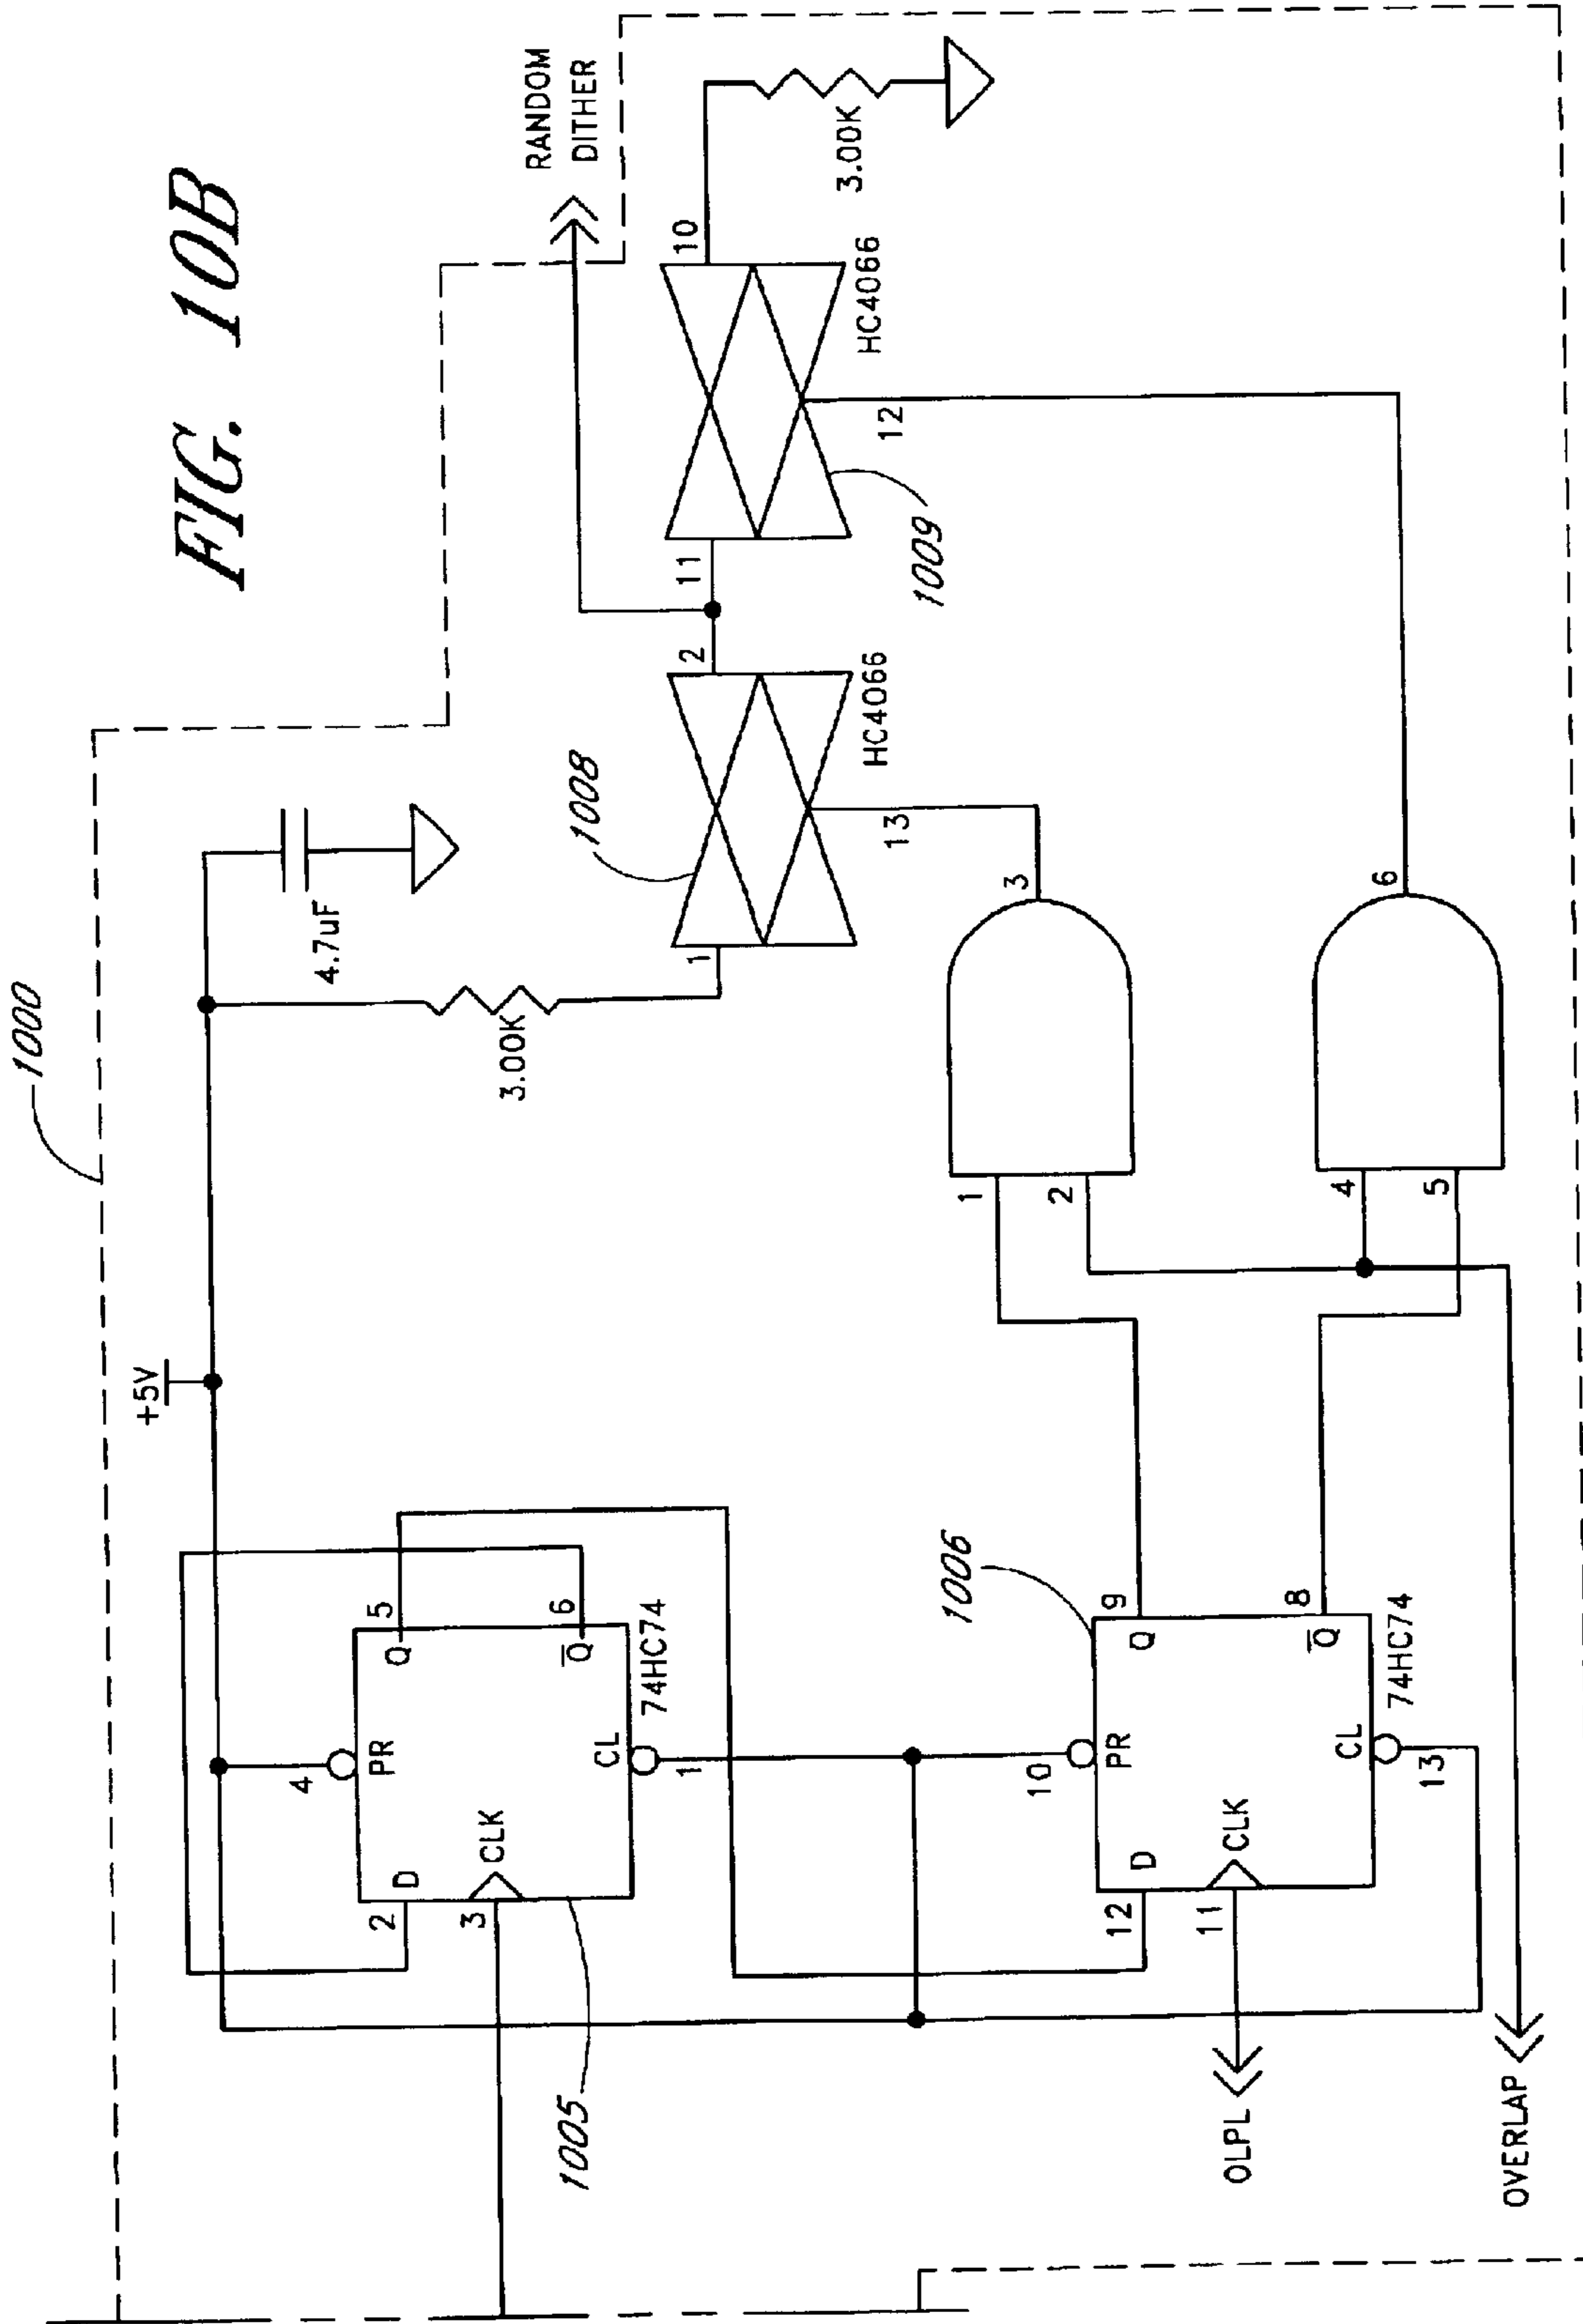 FIG. 10B
1000
+5V
4.7uF
3.00K
RANDOM
DITHER
1008
1
2
13
HC4066
11
10
12
HC4066
1009
3.00K
4
PR
2
D
Q
5
3
CLK
Q
6
CL
1
74HC74
1005
1006
10
PR
12
D
Q
9
11
CLK
Q
8
CL
13
74HC74
1
2
3
4
5
6
OLPL
OVERLAP